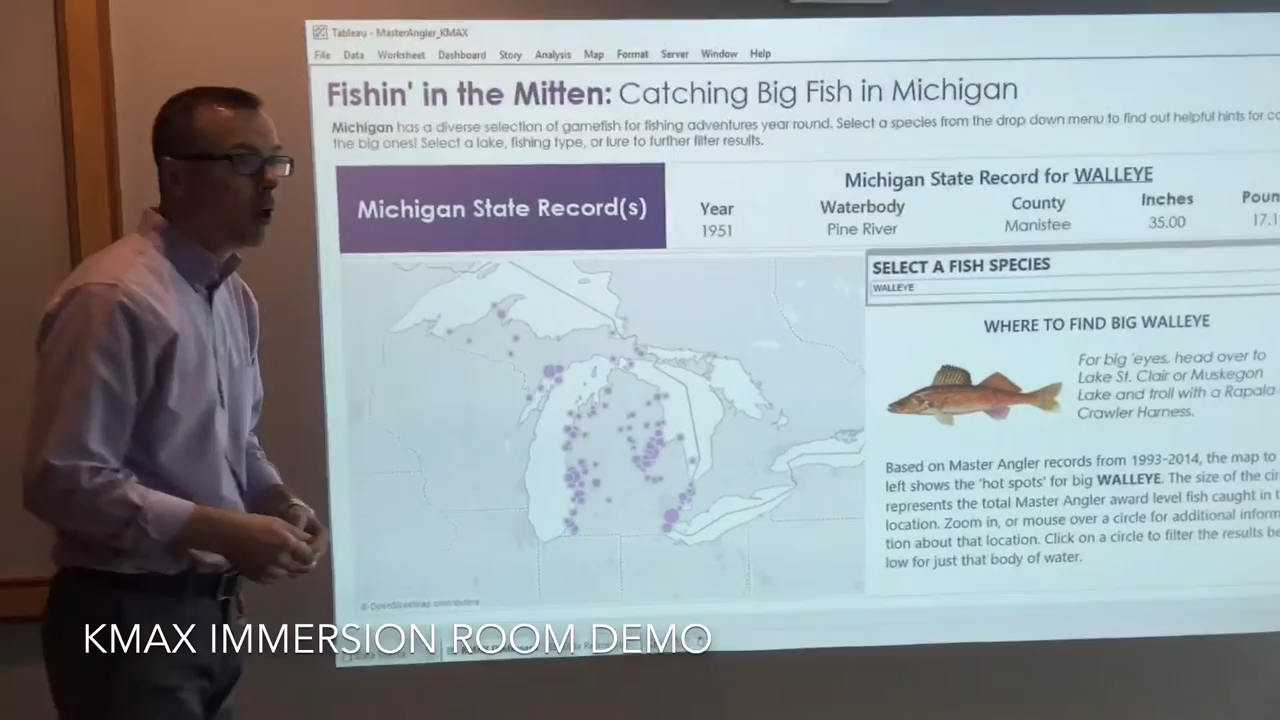 Tableau - MasterAngler_KMAX
File Data Worksheet Dashboard Story Analysis Map Format Server Window Help
Fishin' in the Mitten: Catching Big Fish in Michigan
Michigan has a diverse selection of gamefish for fishing adventures year round. Select a species from the drop down menu to find out helpful hints for
the big ones! Select a lake, fishing type, or lure to further filter results.
Michigan State Record(s)
Michigan State Record for WALLEYE
Year Waterbody County Inches Poun
1951 Pine River Manistee 35.00 17.1
SELECT A FISH SPECIES
WALLEYE
WHERE TO FIND BIG WALLEYE
For big 'eyes, head over to
Lake St. Clair or Muskegon
Lake and troll with a Rapala
Crawler Harness.
Based on Master Angler records from 1993-2014, the map to
left shows the 'hot spots' for big WALLEYE. The size of the cir
represents the total Master Angler award level fish caught in t
location. Zoom in, or mouse over a circle for additional inform
tion about that location. Click on a circle to filter the results be
low for just that body of water.
© OpenStreetMap contributors
KMAX IMMERSION ROOM DEMO